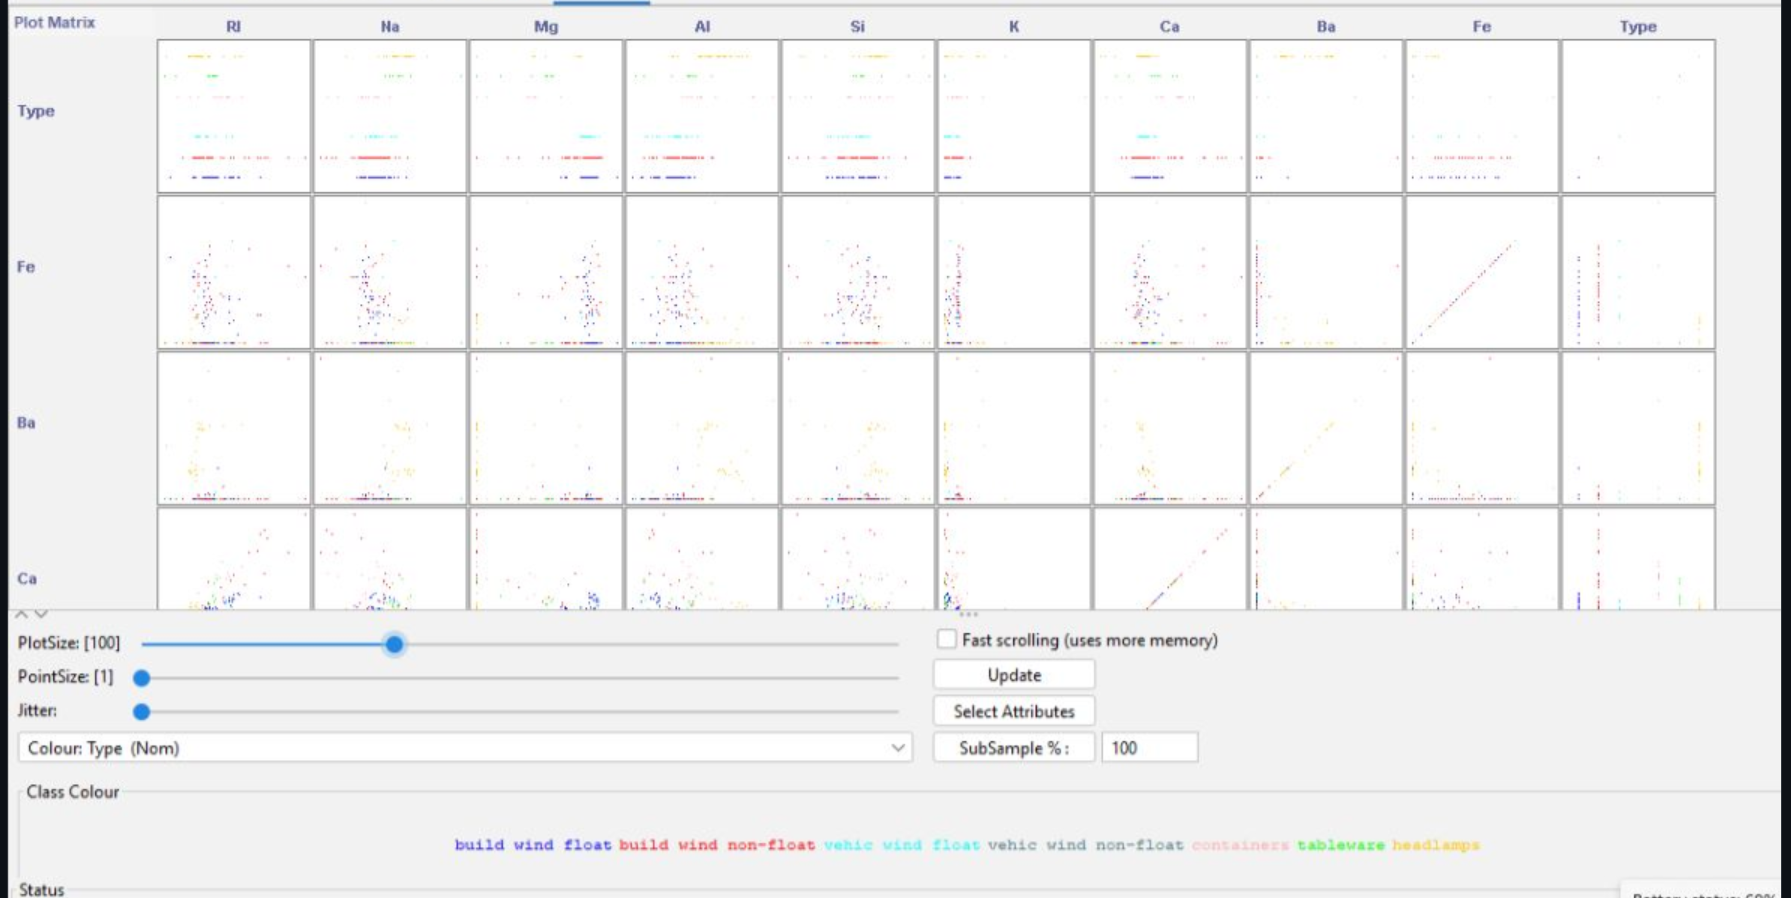 Plot Matrix RI Na Mg Al Si K Ca Ba Fe Type
Type
Fe
Ba
Ca
PlotSize: [100]
Fast scrolling (uses more memory)
PointSize: [1]
Update
Jitter:
Select Attributes
Colour: Type (Nom)
SubSample % : 100
Class Colour
build wind float build wind non-float vehic wind float vehic wind non-float containers tableware headlamps
Status